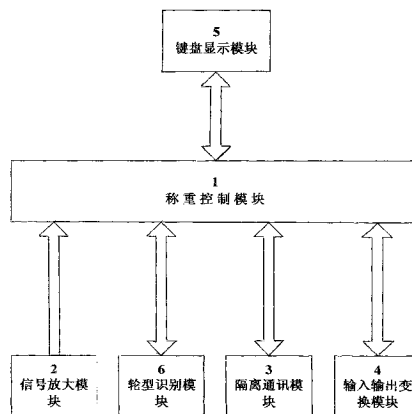 5
键盘显示模块
1
称重控制模块
2
信号放大模
块
6
轮型识别模
块
3
隔离通讯模
块
4
输入输出变
换模块